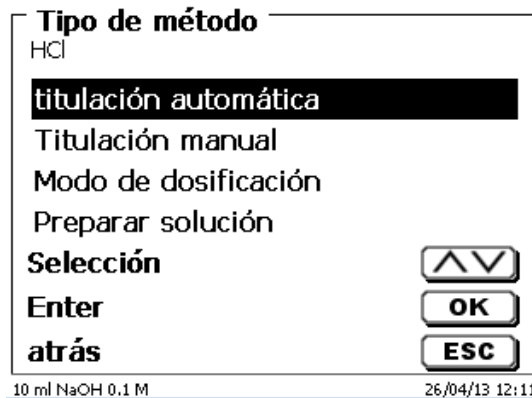 Tipo de método
HCl
titulación automática
Titulación manual
Modo de dosificación
Preparar solución
Selección
Enter OK
atrás ESC
10 ml NaOH 0.1 M 26/04/13 12:11